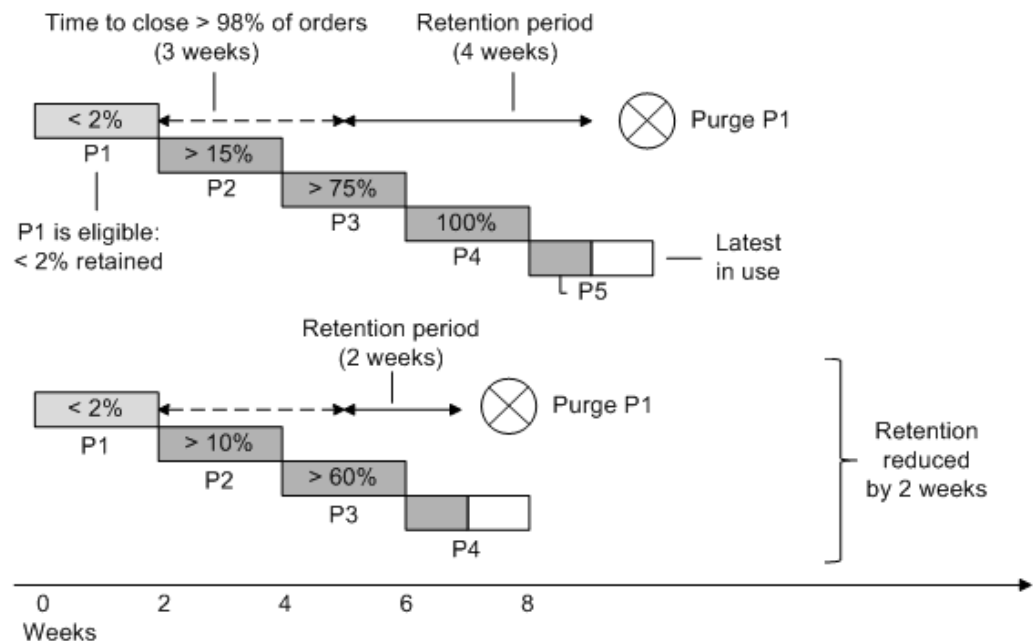 Time to close > 98% of orders
(3 weeks)
Retention period
(4 weeks)
< 2%
Purge P1
P1
> 15%
P2
> 75%
P3
P1 is eligible:
< 2% retained
100%
P4
Latest
in use
P5
Retention period
(2 weeks)
< 2%
Purge P1
P1
> 10%
P2
> 60%
P3
P4
Retention
reduced
by 2 weeks
0 2 4 6 8
Weeks